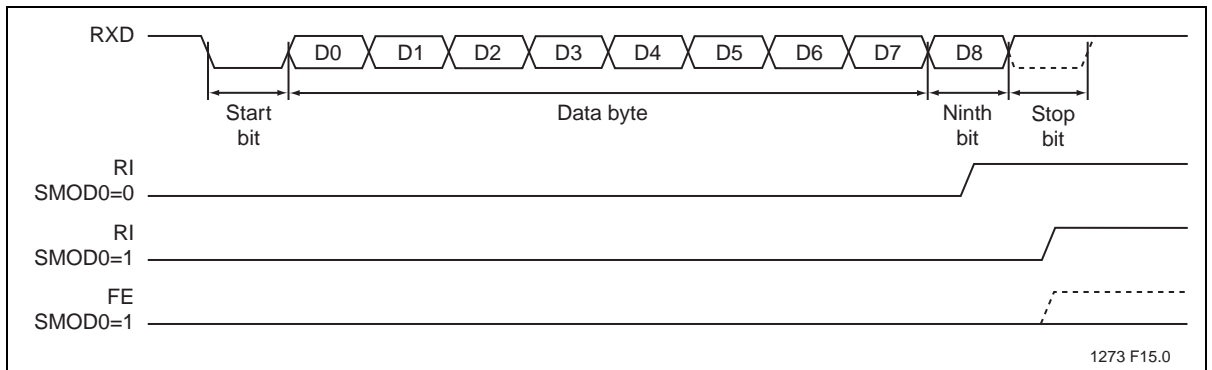 RXD
D0 D1 D2 D3 D4 D5 D6 D7 D8
Start
bit
Data byte
Ninth
bit
Stop
bit
RI
SMOD0=0
RI
SMOD0=1
FE
SMOD0=1
1273 F15.0